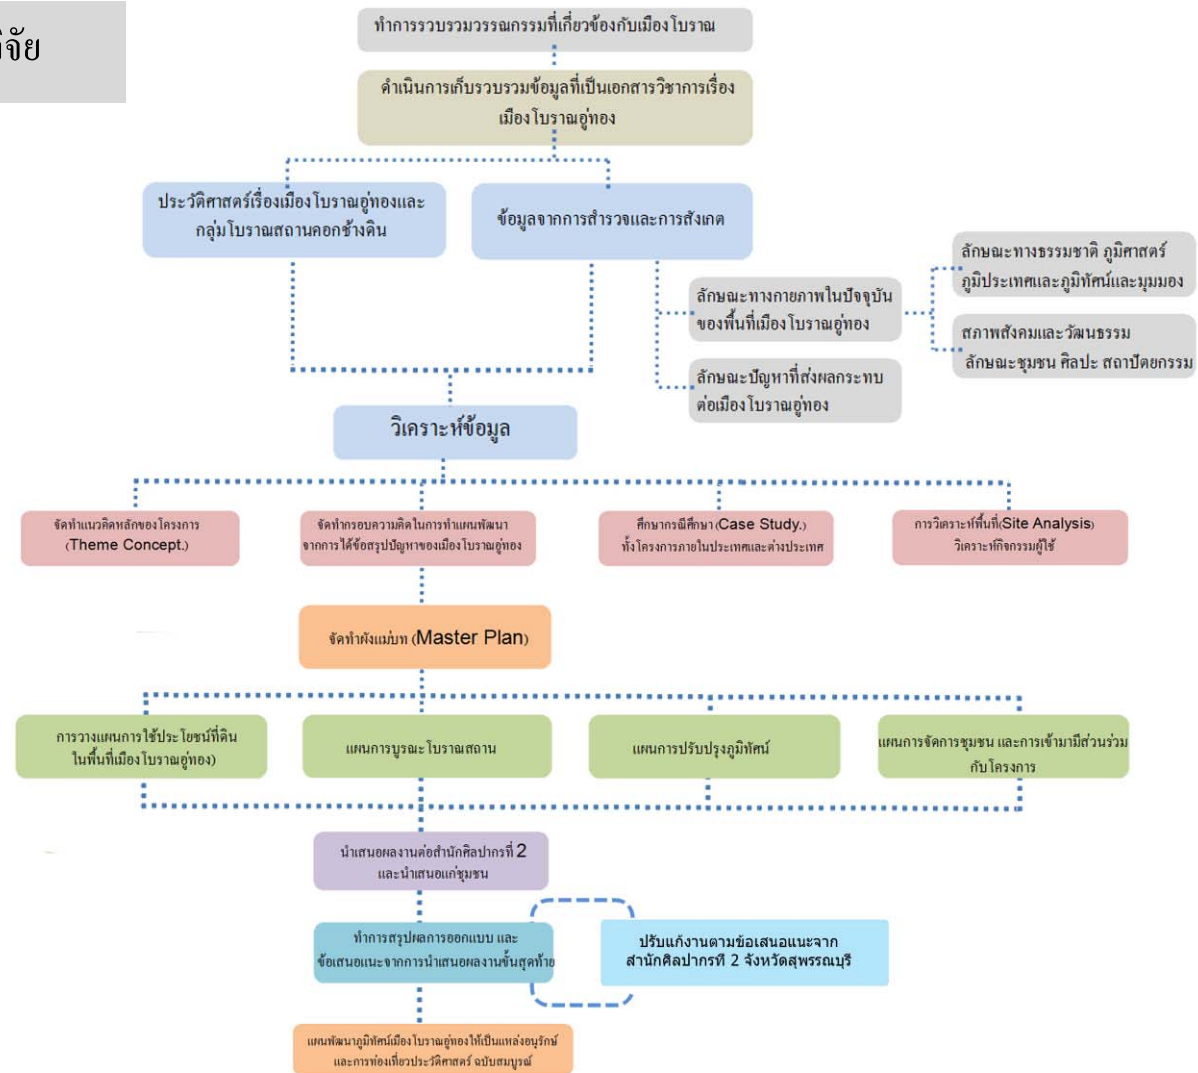 ทำการรวบรวมวรรณกรรมที่เกี่ยวข้องกับเมืองโบราณ
ดำเนินการเก็บรวบรวมข้อมูลที่เป็นเอกสารวิชาการเรื่อง
เมืองโบราณอู่ทอง
ประวัติศาสตร์เรื่องเมืองโบราณอู่ทองและ
กลุ่มโบราณสถานคอกช้างดิน
ข้อมูลจากการสำรวจและการสังเกต
ลักษณะทางกายภาพในปัจจุบัน
ของพื้นที่เมืองโบราณอู่ทอง
ลักษณะทางธรรมชาติ ภูมิศาสตร์
ภูมิประเทศและภูมิทัศน์และมุมมอง
สภาพสังคมและวัฒนธรรม
ลักษณะชุมชน ศิลปะ สถาปัตยกรรม
ลักษณะปัญหาที่ส่งผลกระทบ
ต่อเมืองโบราณอู่ทอง
วิเคราะห์ข้อมูล
จัดทำแนวคิดหลักของโครงการ
(Theme Concept.)
จัดทำกรอบความคิดในการทำแผนพัฒนา
จากการได้ข้อสรุปปัญหาของเมืองโบราณอู่ทอง
ศึกษากรณีศึกษา(Case Study.)
ทั้งโครงการภายในประเทศและต่างประเทศ
การวิเคราะห์พื้นที่(Site Analysis)
วิเคราะห์กิจกรรมผู้ใช้
จัดทำผังแม่บท (Master Plan)
การวางแผนการใช้ประโยชน์ที่ดิน
ในพื้นที่เมืองโบราณอู่ทอง)
แผนการบูรณะโบราณสถาน
แผนการปรับปรุงภูมิทัศน์
แผนการจัดการชุมชน และการเข้ามามีส่วนร่วม
กับโครงการ
นำเสนอผลงานต่อสำนักศิลปากรที่ 2
และนำเสนอแก่ชุมชน
ทำการสรุปผลการออกแบบ และ
ข้อเสนอแนะจากการนำเสนอผลงานขั้นสุดท้าย
ปรับแก้งานตามข้อเสนอแนะจาก
สำนักศิลปากรที่ 2 จังหวัดสุพรรณบุรี
แผนพัฒนาภูมิทัศน์เมืองโบราณอู่ทองให้เป็นแหล่งอนุรักษ์
และการท่องเที่ยวประวัติศาสตร์ ฉบับสมบูรณ์